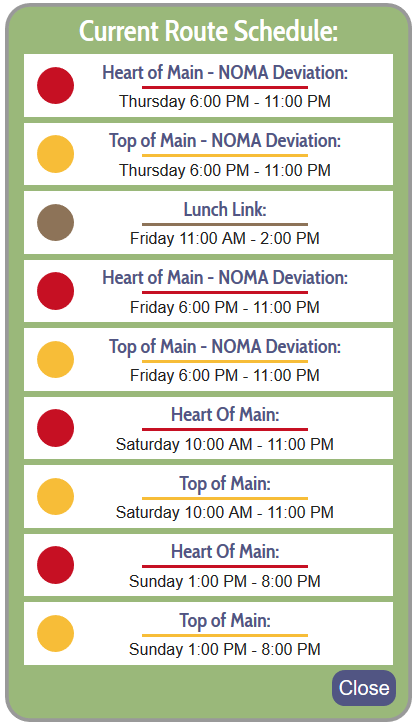 Current Route Schedule:
Heart of Main - NOMA Deviation:
Thursday 6:00 PM - 11:00 PM
Top of Main - NOMA Deviation:
Thursday 6:00 PM - 11:00 PM
Lunch Link:
Friday 11:00 AM - 2:00 PM
Heart of Main - NOMA Deviation:
Friday 6:00 PM - 11:00 PM
Top of Main - NOMA Deviation:
Friday 6:00 PM - 11:00 PM
Heart Of Main:
Saturday 10:00 AM - 11:00 PM
Top of Main:
Saturday 10:00 AM - 11:00 PM
Heart Of Main:
Sunday 1:00 PM - 8:00 PM
Top of Main:
Sunday 1:00 PM - 8:00 PM
Close